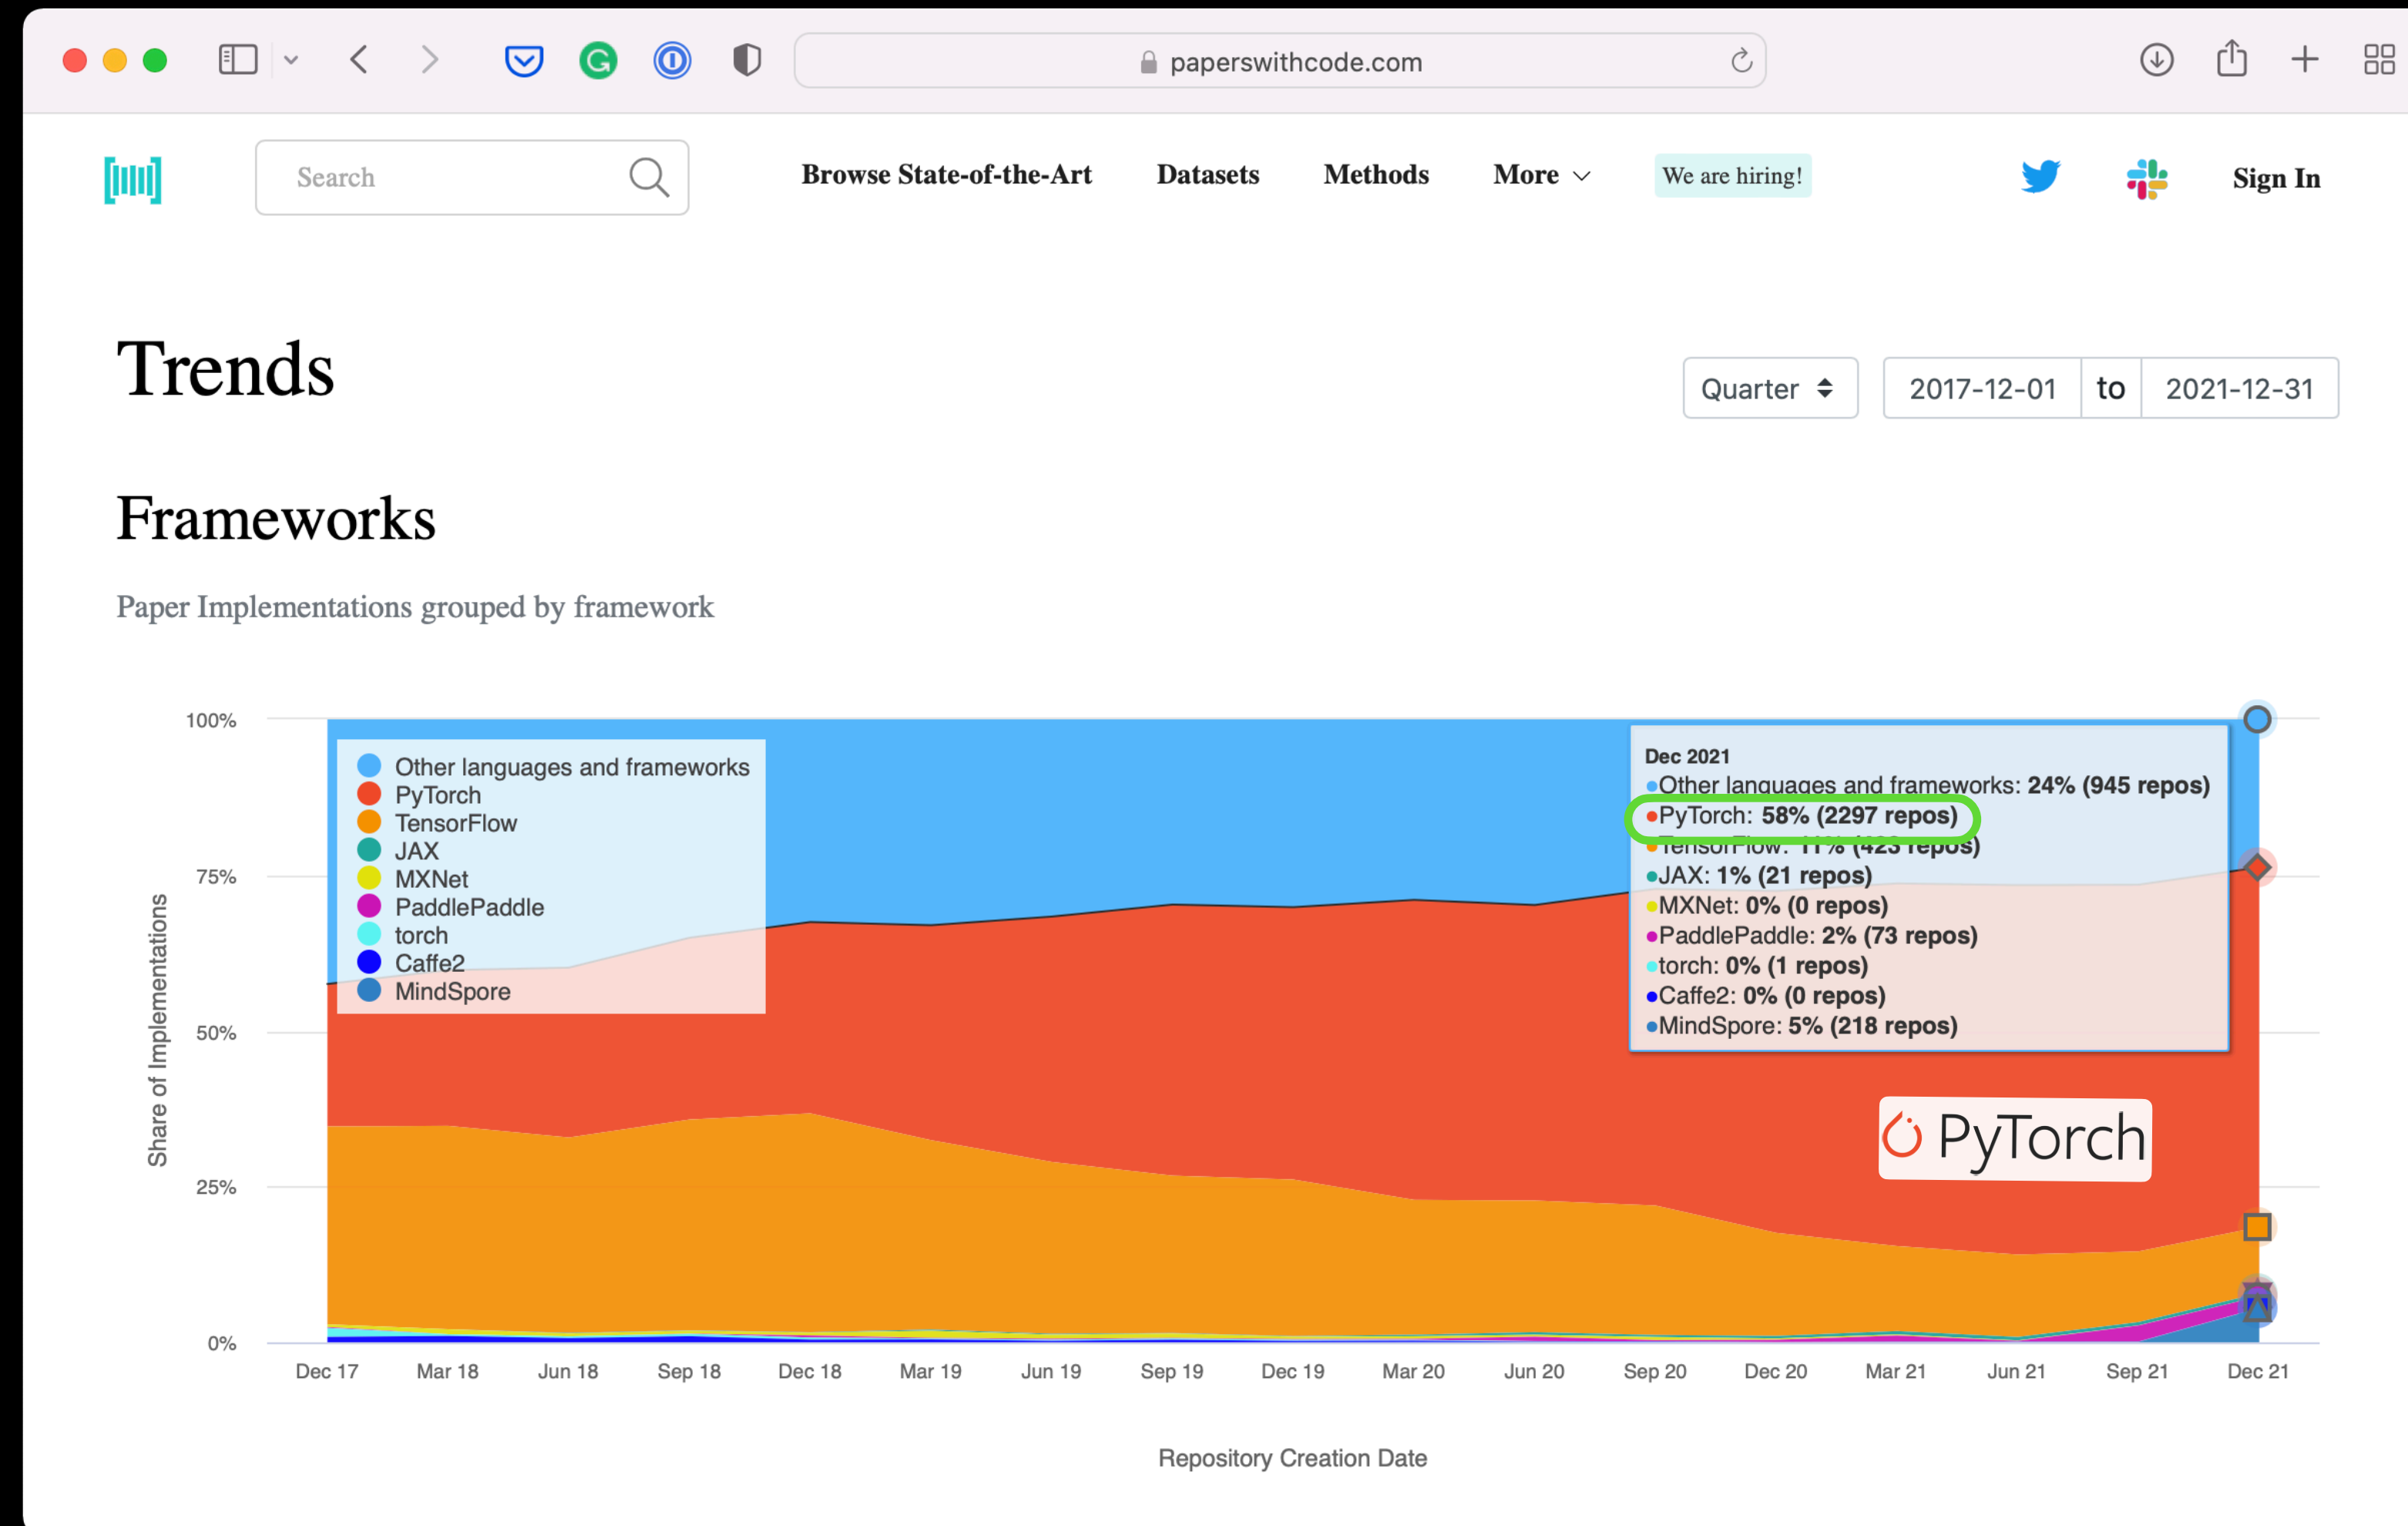 paperswithcode.com
Search
Browse State-of-the-Art
Datasets
Methods
More
We are hiring!
Sign In
Trends
Quarter
2017-12-01 to 2021-12-31
Frameworks
Paper Implementations grouped by framework
100%
75%
50%
25%
0%
Share of Implementations
Other languages and frameworks
PyTorch
TensorFlow
JAX
MXNet
PaddlePaddle
torch
Caffe2
MindSpore
Dec 2021
Other languages and frameworks: 24% (945 repos)
PyTorch: 58% (2297 repos)
TensorFlow: 11% (423 repos)
JAX: 1% (21 repos)
MXNet: 0% (0 repos)
PaddlePaddle: 2% (73 repos)
torch: 0% (1 repos)
Caffe2: 0% (0 repos)
MindSpore: 5% (218 repos)
PyTorch
Dec 17 Mar 18 Jun 18 Sep 18 Dec 18 Mar 19 Jun 19 Sep 19 Dec 19 Mar 20 Jun 20 Sep 20 Dec 20 Mar 21 Jun 21 Sep 21 Dec 21
Repository Creation Date